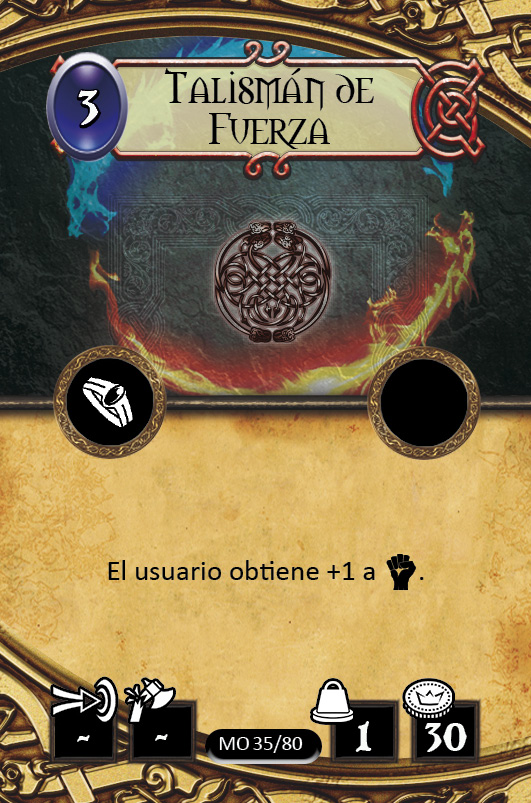 3
Talismán de
Fuerza
El usuario obtiene +1 a .
~
~
MO 35/80
1
30